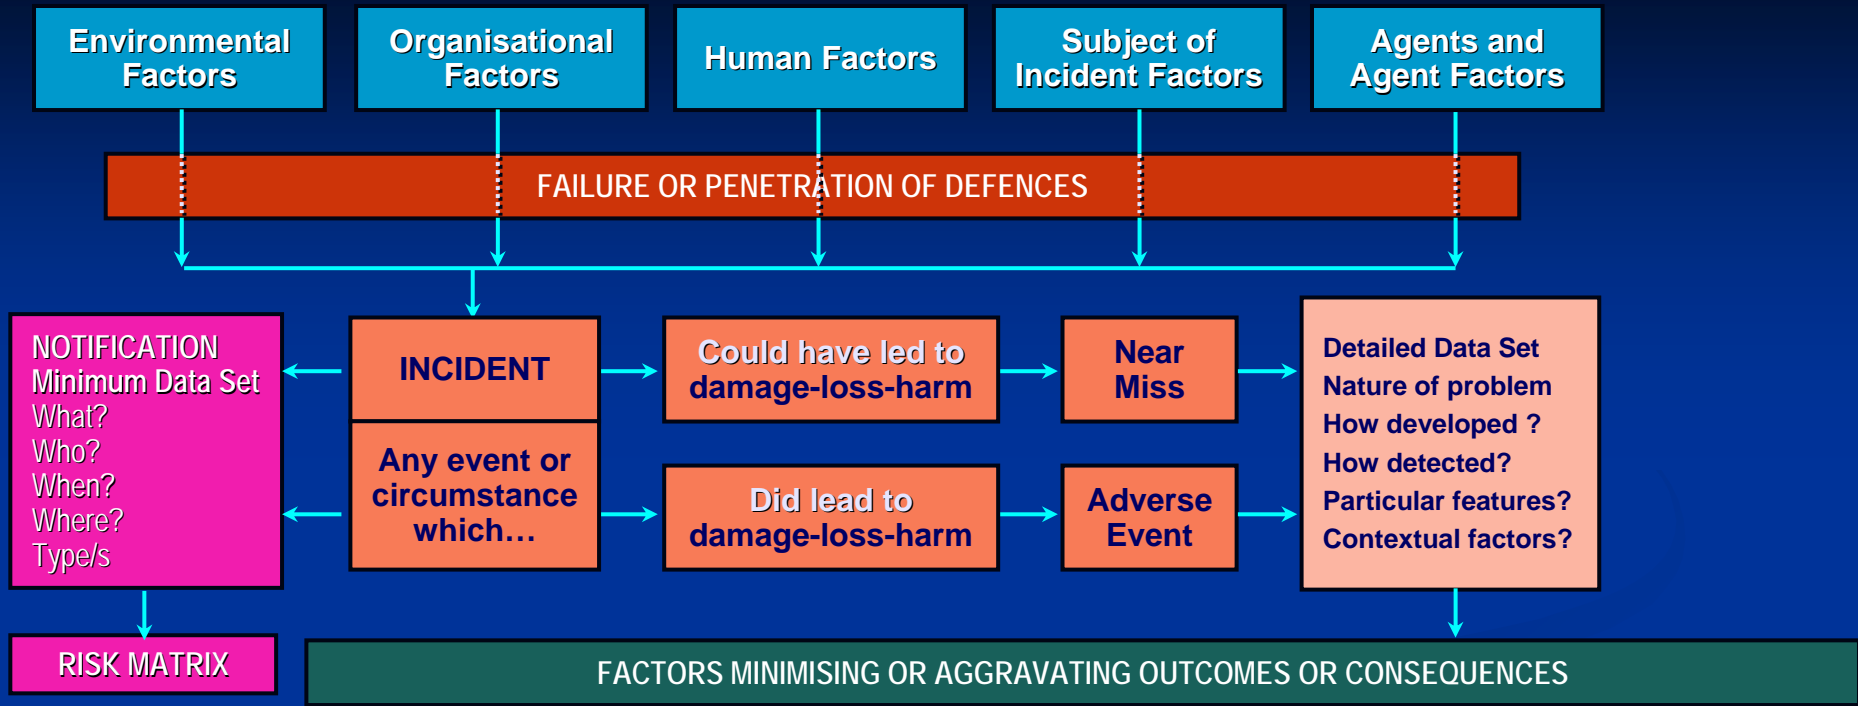 Environmental
Factors
Organisational
Factors
Human Factors
Subject of
Incident Factors
Agents and
Agent Factors
FAILURE OR PENETRATION OF DEFENCES
NOTIFICATION
Minimum Data Set
What?
Who?
When?
Where?
Type/s
INCIDENT
Any event or
circumstance
which…
Could have led to
damage-loss-harm
Near
Miss
Did lead to
damage-loss-harm
Adverse
Event
Detailed Data Set
Nature of problem
How developed ?
How detected?
Particular features?
Contextual factors?
RISK MATRIX
FACTORS MINIMISING OR AGGRAVATING OUTCOMES OR CONSEQUENCES